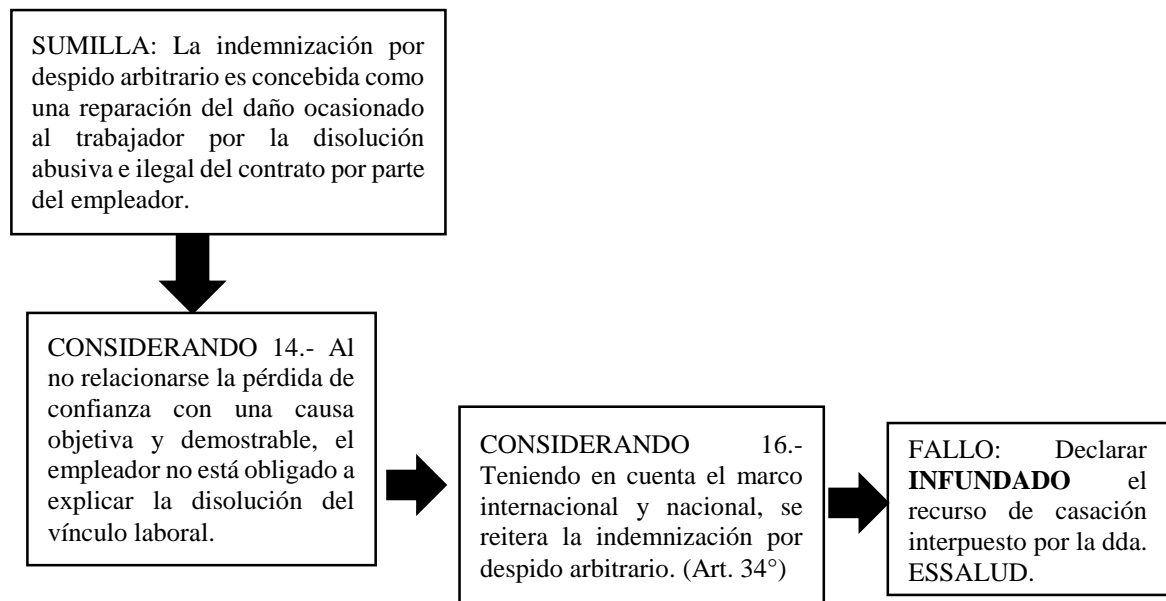 SUMILLA: La indemnización por
despido arbitrario es concebida como
una reparación del daño ocasionado
al trabajador por la disolución
abusiva e ilegal del contrato por parte
del empleador.
CONSIDERANDO 14.- Al
no relacionarse la pérdida de
confianza con una causa
objetiva y demostrable, el
empleador no está obligado a
explicar la disolución del
vínculo laboral.
CONSIDERANDO 16.-
Teniendo en cuenta el marco
internacional y nacional, se
reitera la indemnización por
despido arbitrario. (Art. 34°)
FALLO: Declarar
INFUNDADO el
recurso de casación
interpuesto por la dda.
ESSALUD.